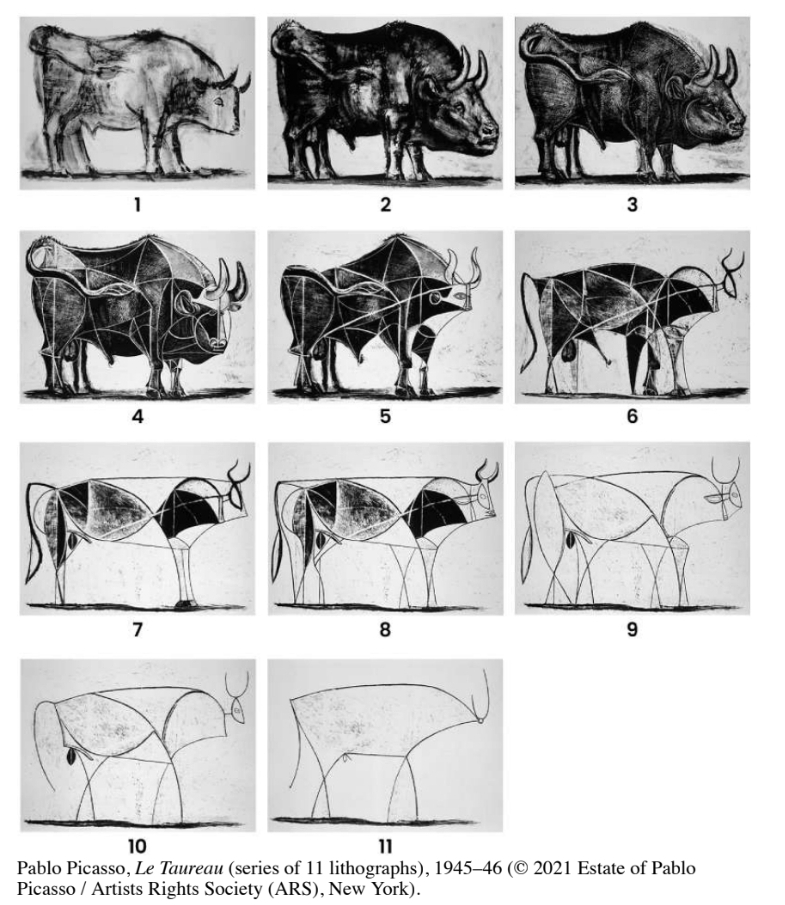 1 2 3
4 5 6
7 8 9
10 11
Pablo Picasso, Le Taureau (series of 11 lithographs), 1945–46 (© 2021 Estate of Pablo
Picasso / Artists Rights Society (ARS), New York).